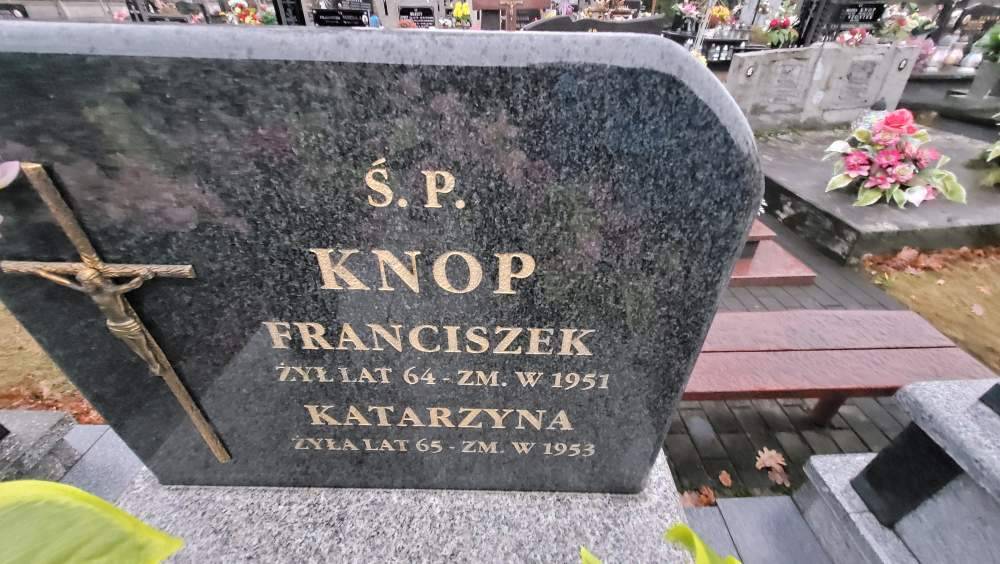 Ś. P.
KNOP
FRANCISZEK
ŻYŁ LAT 64 - ZM. W 1951
KATARZYNA
ŻYŁA LAT 65 - ZM. W 1953